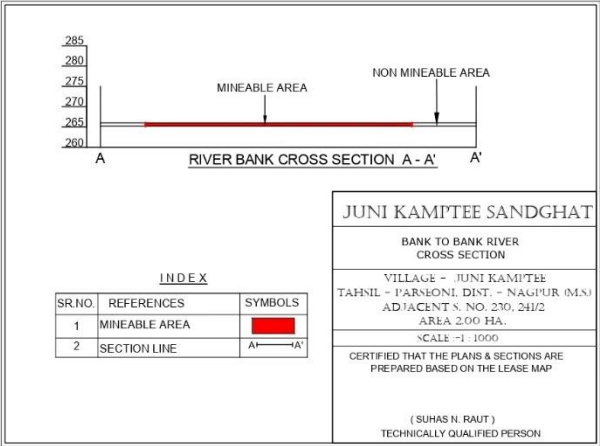 285
280
275
270
265
260
MINEABLE AREA
NON MINEABLE AREA
A
A'
RIVER BANK CROSS SECTION A - A'
JUNI KAMPTEE SANDGHAT
BANK TO BANK RIVER
CROSS SECTION
VILLAGE - JUNI KAMPTEE
TAHSIL - PARSEONI, DIST. - NAGPUR (M.S.)
ADJACENT S. NO. 230, 241/2
AREA 2.00 HA.
SCALE :-1 : 1000
CERTIFIED THAT THE PLANS & SECTIONS ARE
PREPARED BASED ON THE LEASE MAP
( SUHAS N. RAUT )
TECHNICALLY QUALIFIED PERSON
INDEX
SR.NO. REFERENCES SYMBOLS
1 MINEABLE AREA
2 SECTION LINE A A'